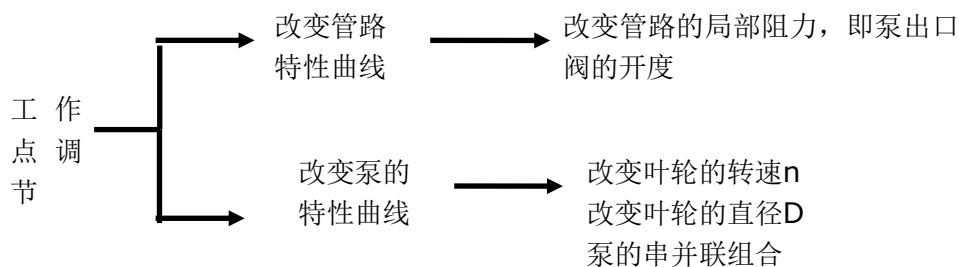 工 作
点 调
节
改变管路
特性曲线
改变管路的局部阻力，即泵出口
阀的开度
改变泵的
特性曲线
改变叶轮的转速n
改变叶轮的直径D
泵的串并联组合